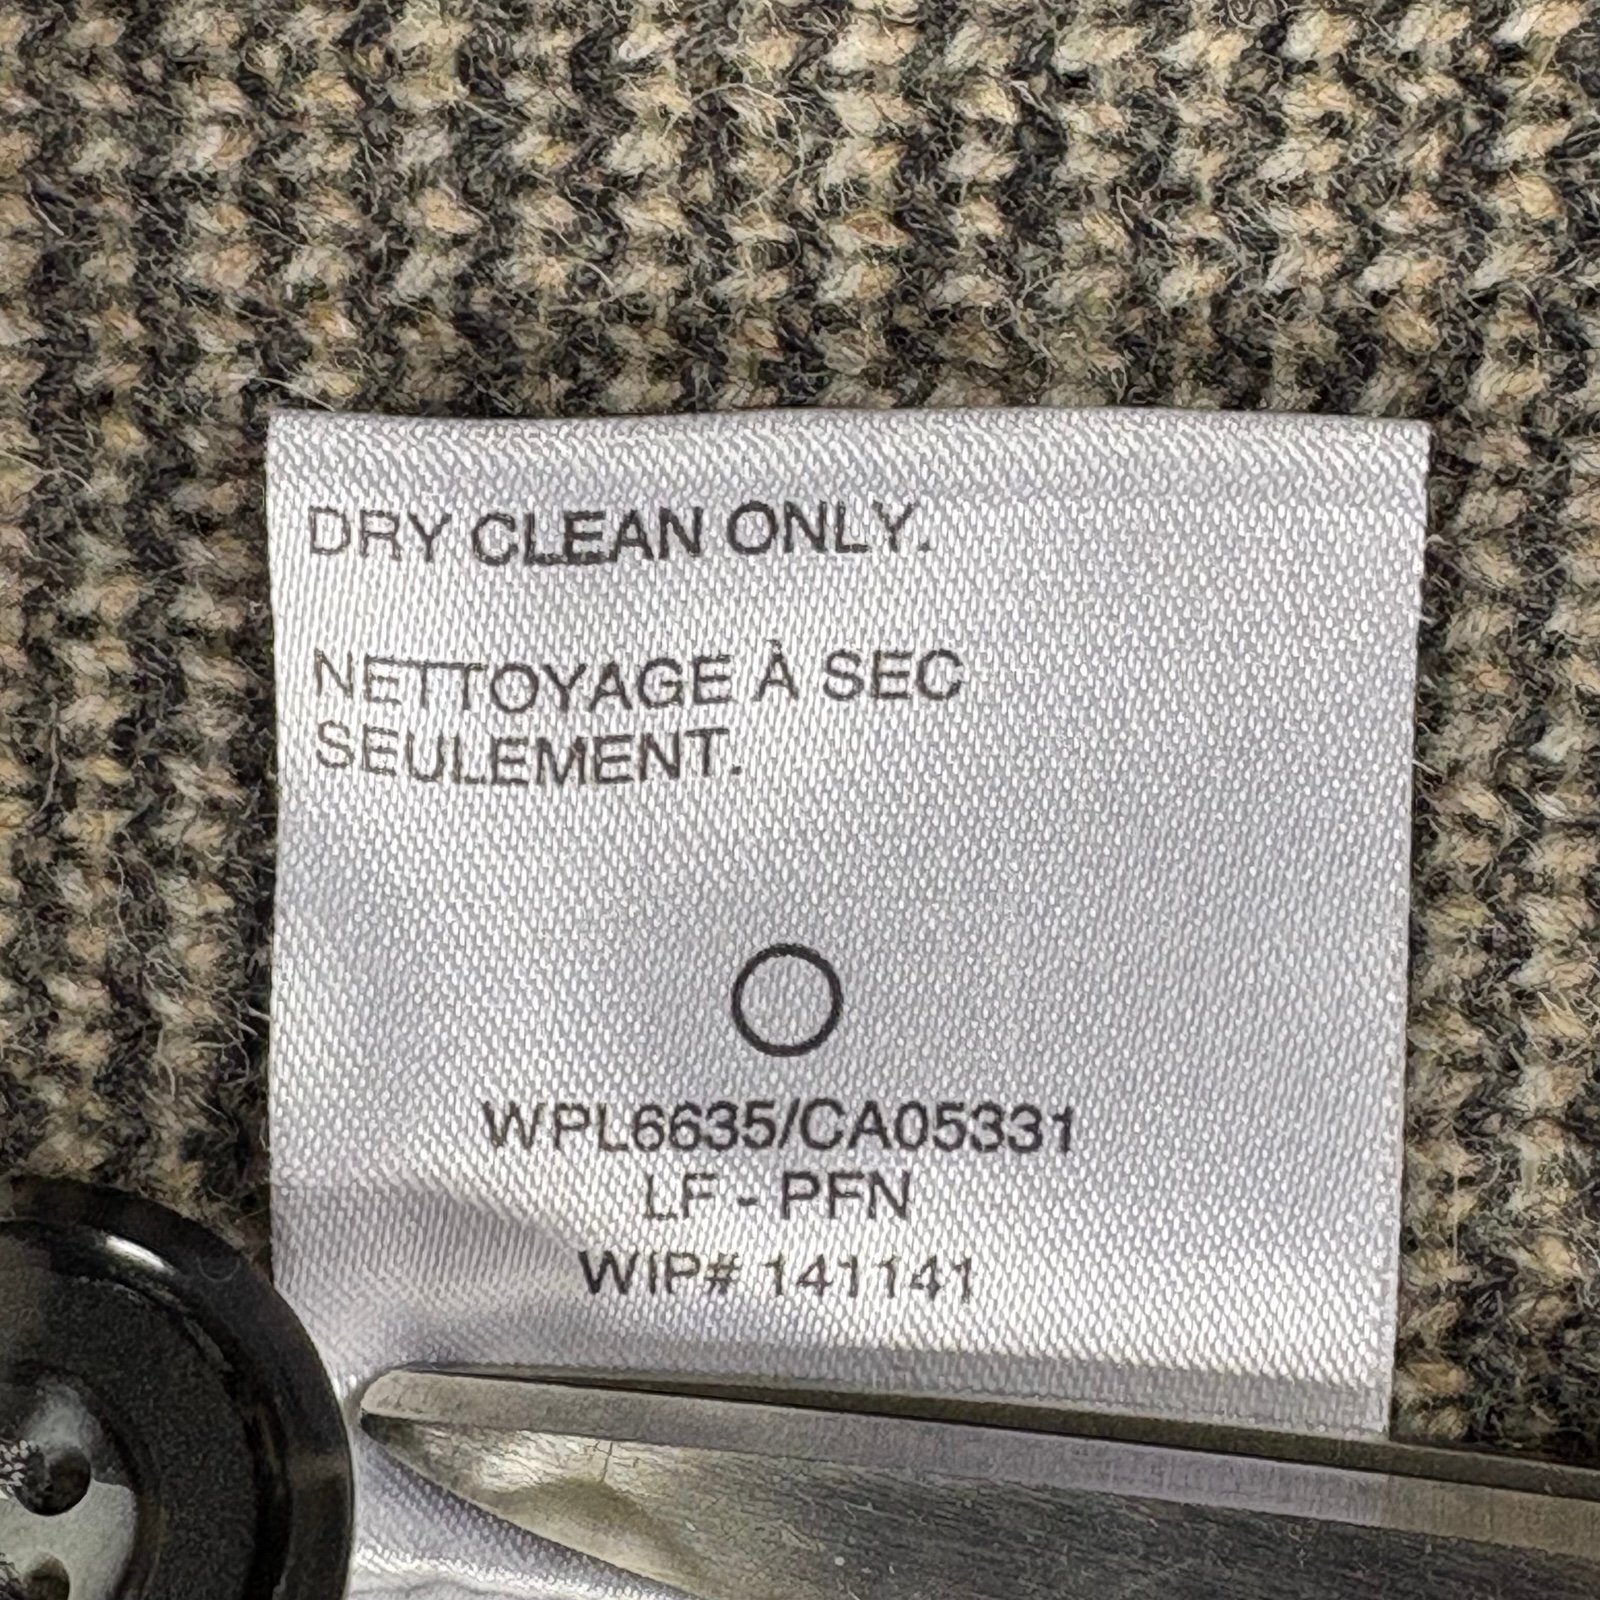 DRY CLEAN ONLY.
NETTOYAGE À SEC
SEULEMENT.
WPL6635/CA05331
LF - PFN
WIP# 141141